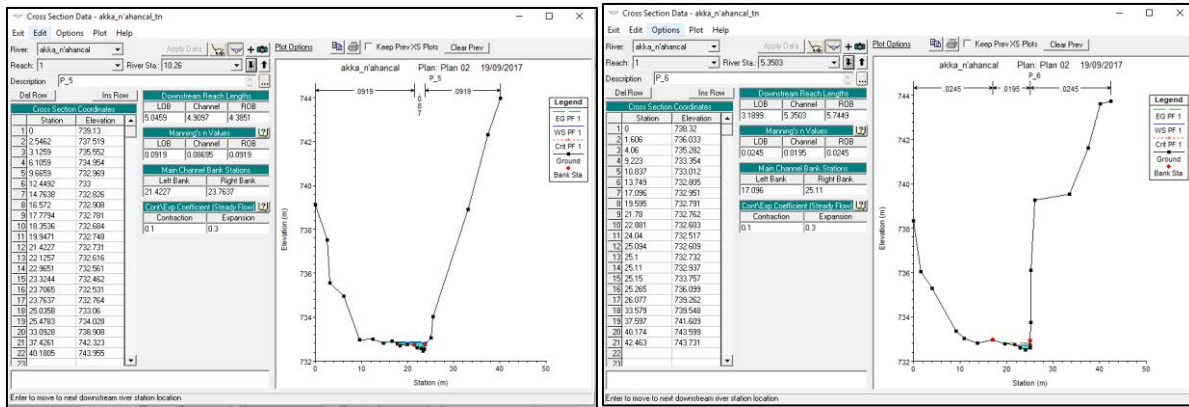 Cross Section Data - akka_n'ahancal_tn
Exit Edit Options Plot Help
River: akka_n'ahancal Apply Data Plot Options Keep Prev XS Plots Clear Prev
Reach: 1 River Sta.: 10.26
Description P_5 ...
Del Row Ins Row
Cross Section Coordinates
Station Elevation
1 0 739.13
2 2.5462 737.519
3 3.1259 735.552
4 6.1059 734.954
5 9.6659 732.969
6 12.4492 733
7 14.7638 732.826
8 16.572 732.908
9 17.7794 732.781
10 18.3536 732.684
11 19.9471 732.748
12 21.4227 732.731
13 22.1257 732.616
14 22.9651 732.561
15 23.3244 732.462
16 23.7065 732.531
17 23.7637 732.764
18 25.0358 733.06
19 25.4783 734.028
20 33.0928 738.908
21 37.4261 742.323
22 40.1805 743.955
23
Downstream Reach Lengths
LOB Channel ROB
5.0459 4.9097 4.3851
Manning's n Values
LOB Channel ROB
0.0919 0.08695 0.0919
Main Channel Bank Stations
Left Bank Right Bank
21.4227 23.7637
Cont\Exp Coefficient (Steady Flow)
Contraction Expansion
0.1 0.3
akka_n'ahancal Plan: Plan 02 19/09/2017
P_5
.0919 .0919
0
8
7
744
742
740
738
736
734
732
Elevation (m)
0 10 20 30 40 50
Station (m)
Legend
EG PF 1
WS PF 1
Crit PF 1
Ground
Bank Sta
Enter to move to next downstream river station location
Cross Section Data - akka_n'ahancal_tn
Exit Edit Options Plot Help
River: akka_n'ahancal Apply Data Plot Options Keep Prev XS Plots Clear Prev
Reach: 1 River Sta.: 5.3503
Description P_6 ...
Del Row Ins Row
Cross Section Coordinates
Station Elevation
1 0 738.32
2 1.606 736.033
3 4.06 735.282
4 9.223 733.354
5 10.837 733.012
6 13.749 732.805
7 17.096 732.951
8 19.595 732.791
9 21.78 732.762
10 22.881 732.603
11 24.04 732.517
12 25.094 732.609
13 25.1 732.732
14 25.11 732.937
15 25.15 733.757
16 25.265 736.099
17 26.077 739.262
18 33.579 739.548
19 37.597 741.609
20 40.174 743.599
21 42.463 743.731
22
23
Downstream Reach Lengths
LOB Channel ROB
3.1899 5.3503 5.7449
Manning's n Values
LOB Channel ROB
0.0245 0.0195 0.0245
Main Channel Bank Stations
Left Bank Right Bank
17.096 25.11
Cont\Exp Coefficient (Steady Flow)
Contraction Expansion
0.1 0.3
akka_n'ahancal Plan: Plan 02 19/09/2017
P_6
.0245 .0195 .0245
744
742
740
738
736
734
732
Elevation (m)
0 10 20 30 40 50
Station (m)
Legend
EG PF 1
WS PF 1
Crit PF 1
Ground
Bank Sta
Enter to move to next downstream river station location